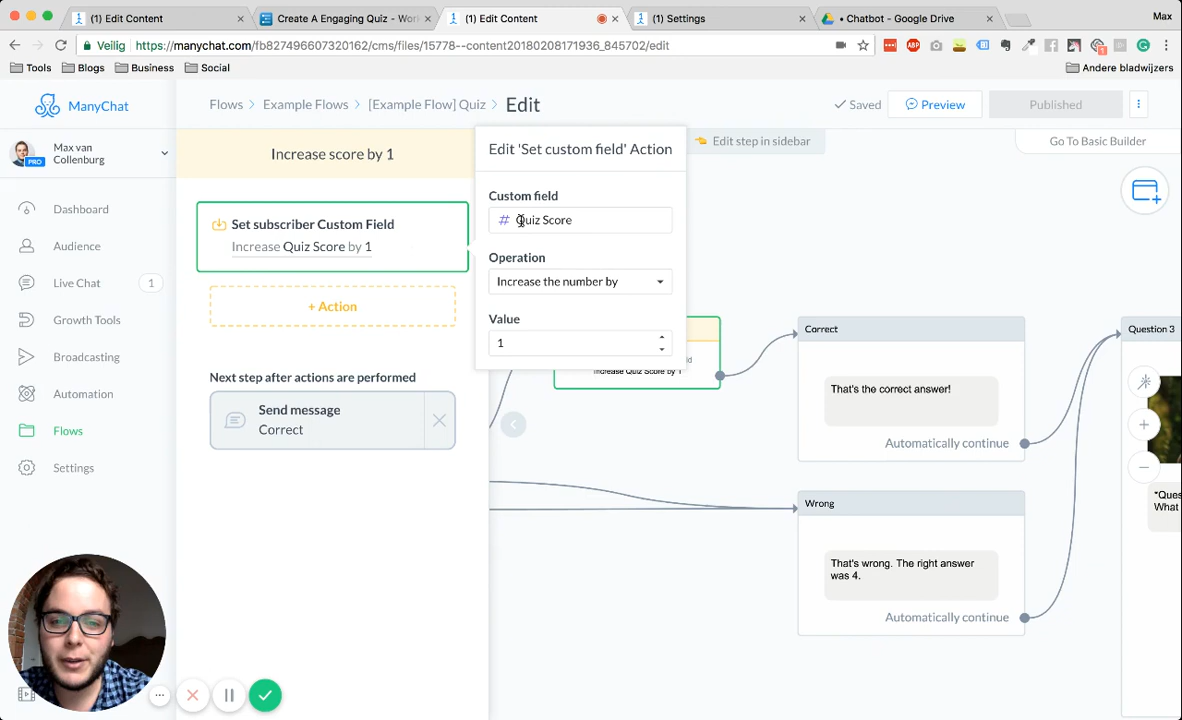 (1) Edit Content
Create A Engaging Quiz - Wor
(1) Edit Content
(1) Settings
• Chatbot - Google Drive
Max
Veilig
https://manychat.com/fb827496607320162/cms/files/15778--content20180208171936_845702/edit
ABP
Tools
Blogs
Business
Social
Andere bladwijzers
ManyChat
Flows > Example Flows > [Example Flow] Quiz > Edit
Saved
Preview
Published
Max van
Collenburg
PRO
Increase score by 1
Edit step in sidebar
Go To Basic Builder
Dashboard
Audience
Live Chat
1
Growth Tools
Broadcasting
Automation
Flows
Settings
Set subscriber Custom Field
Increase Quiz Score by 1
+ Action
Next step after actions are performed
Send message
Correct
Edit 'Set custom field' Action
Custom field
# Quiz Score
Operation
Increase the number by
Value
1
Increase Quiz Score by 1
Correct
That's the correct answer!
Automatically continue
Wrong
That's wrong. The right answer
was 4.
Automatically continue
Question 3
*Ques
What